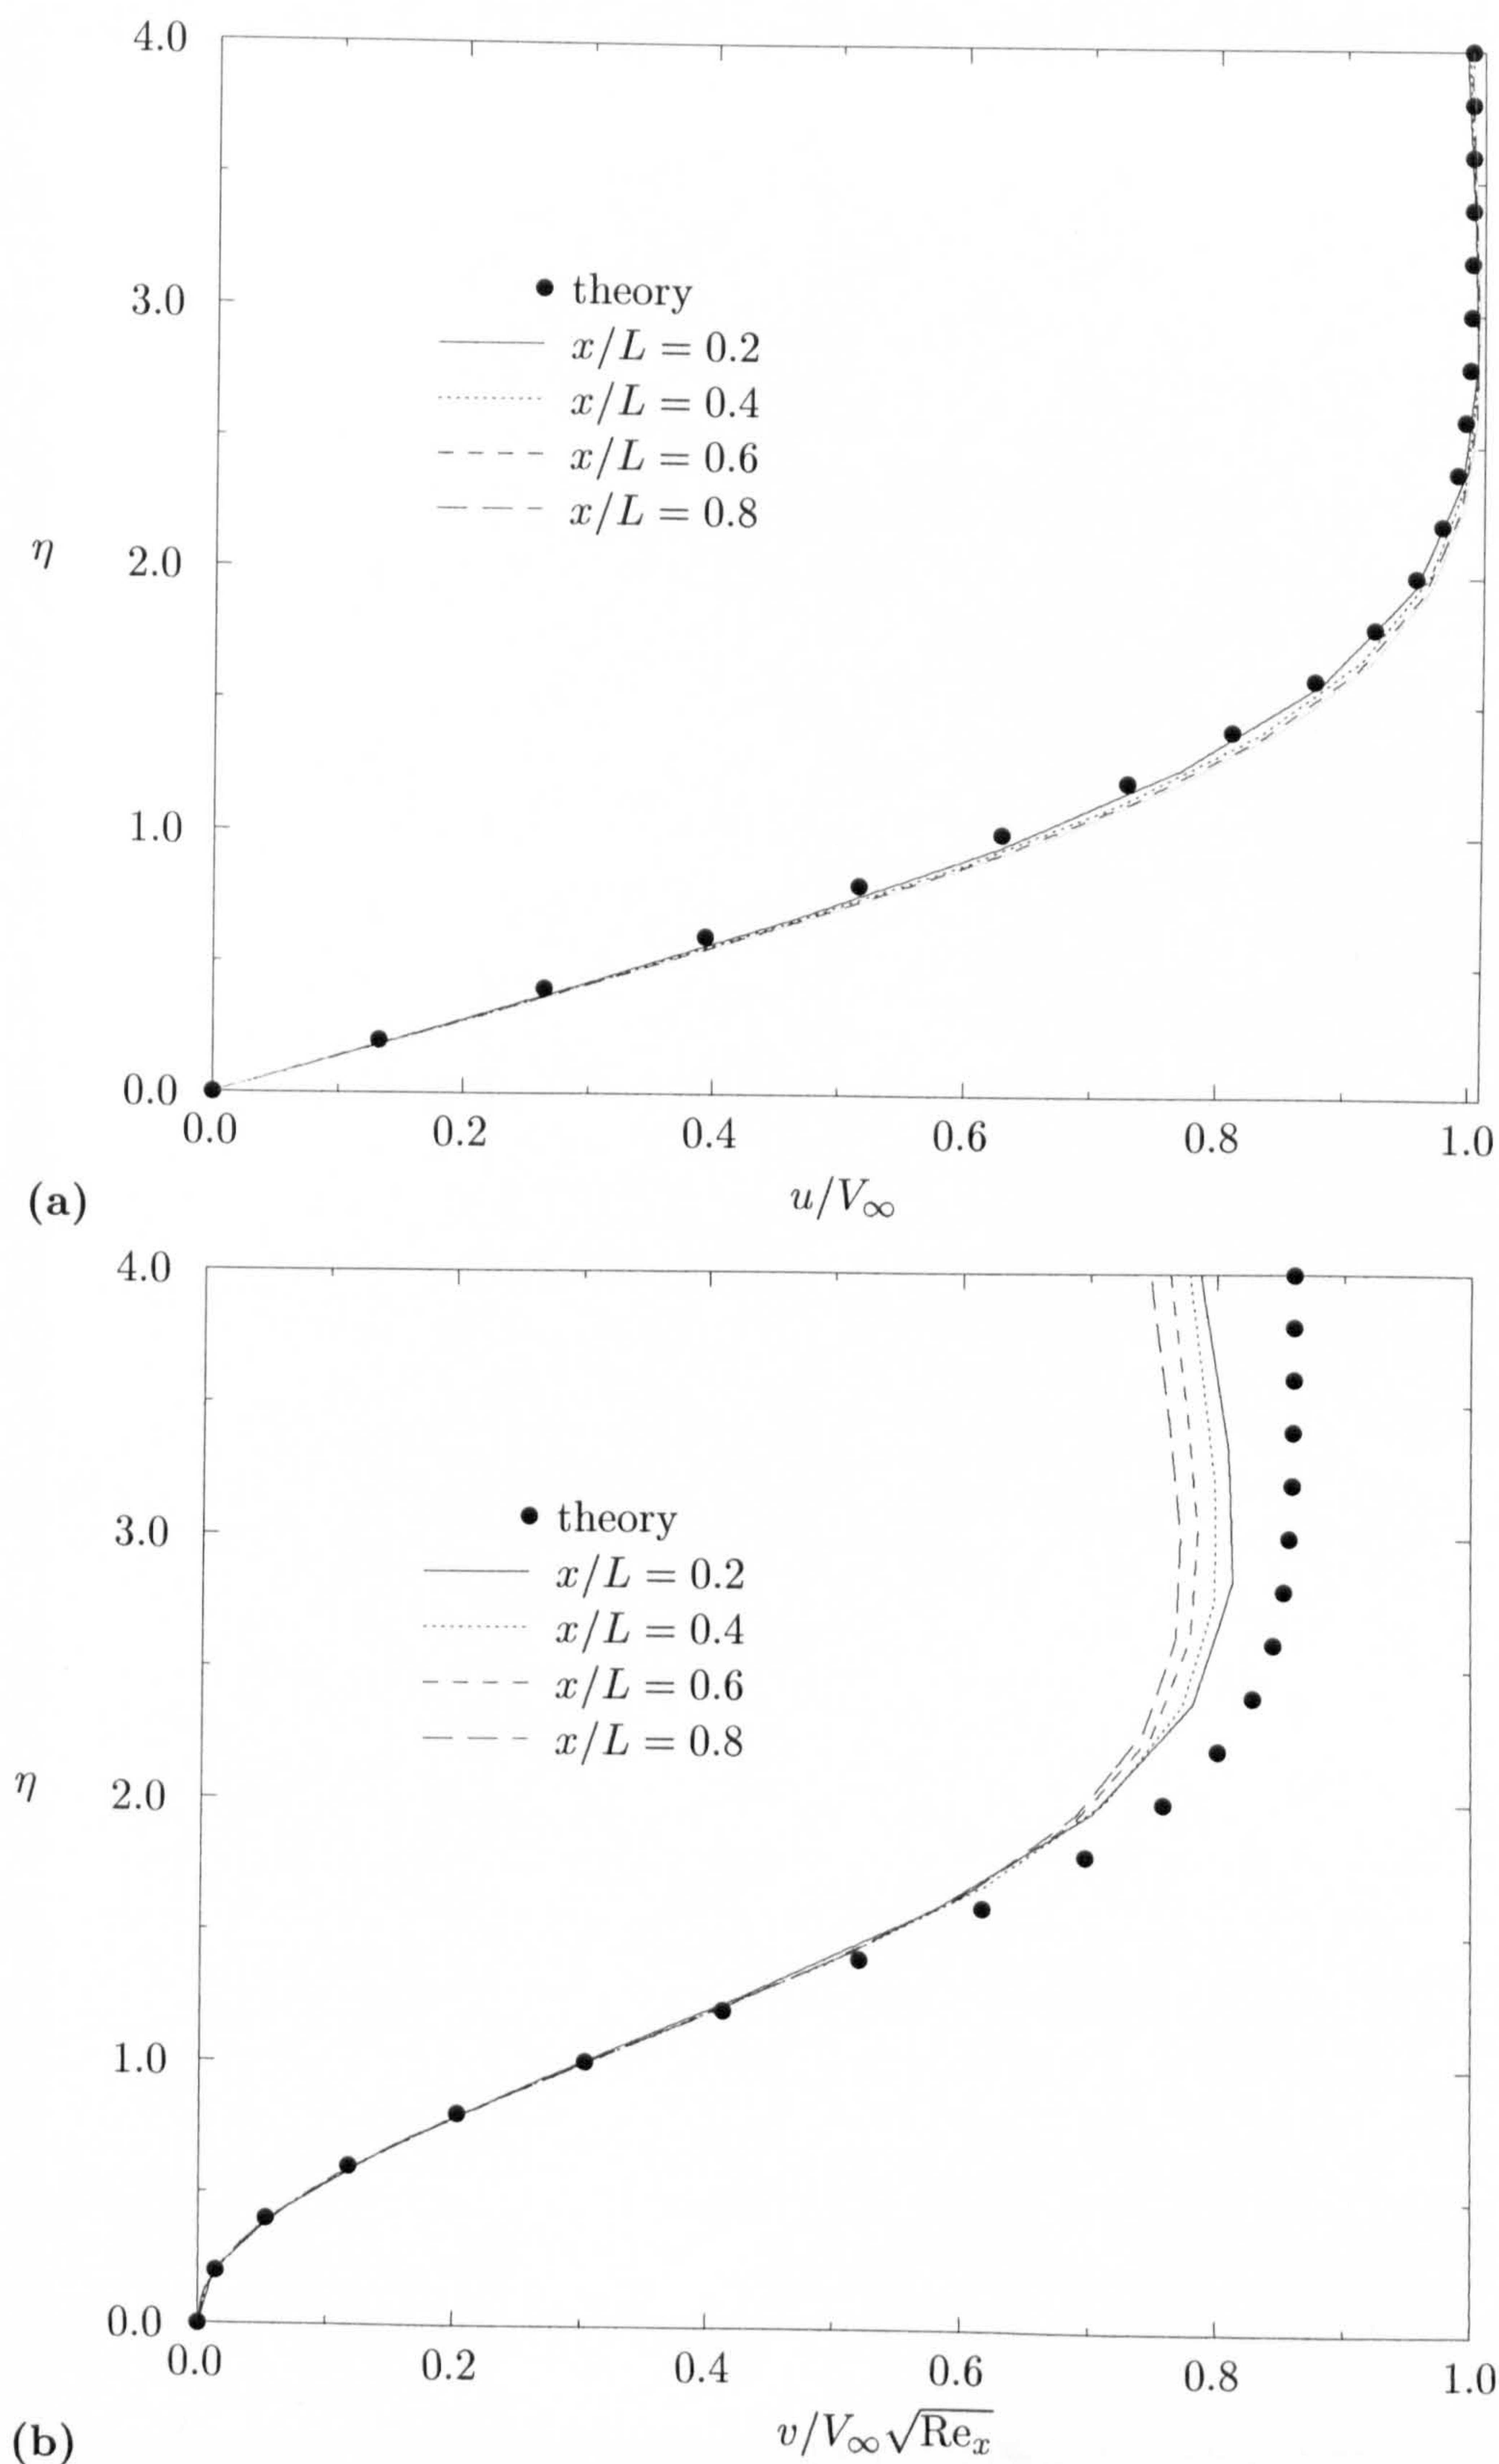 4.0
theory
3.0
x/L = 0.2
x/L = 0.4
x/L = 0.6
x/L = 0.8
η
2.0
1.0
0.0
0.0 0.2 0.4 0.6 0.8 1.0
(a)
u/V∞
4.0
theory
3.0
x/L = 0.2
x/L = 0.4
x/L = 0.6
x/L = 0.8
η
2.0
1.0
0.0
0.0 0.2 0.4 0.6 0.8 1.0
v/V∞√Reₓ
(b)